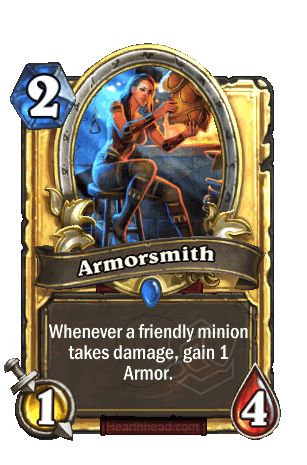 2
Armorsmith
Whenever a friendly minion
takes damage, gain 1
Armor.
1
4
Hearthhead.com